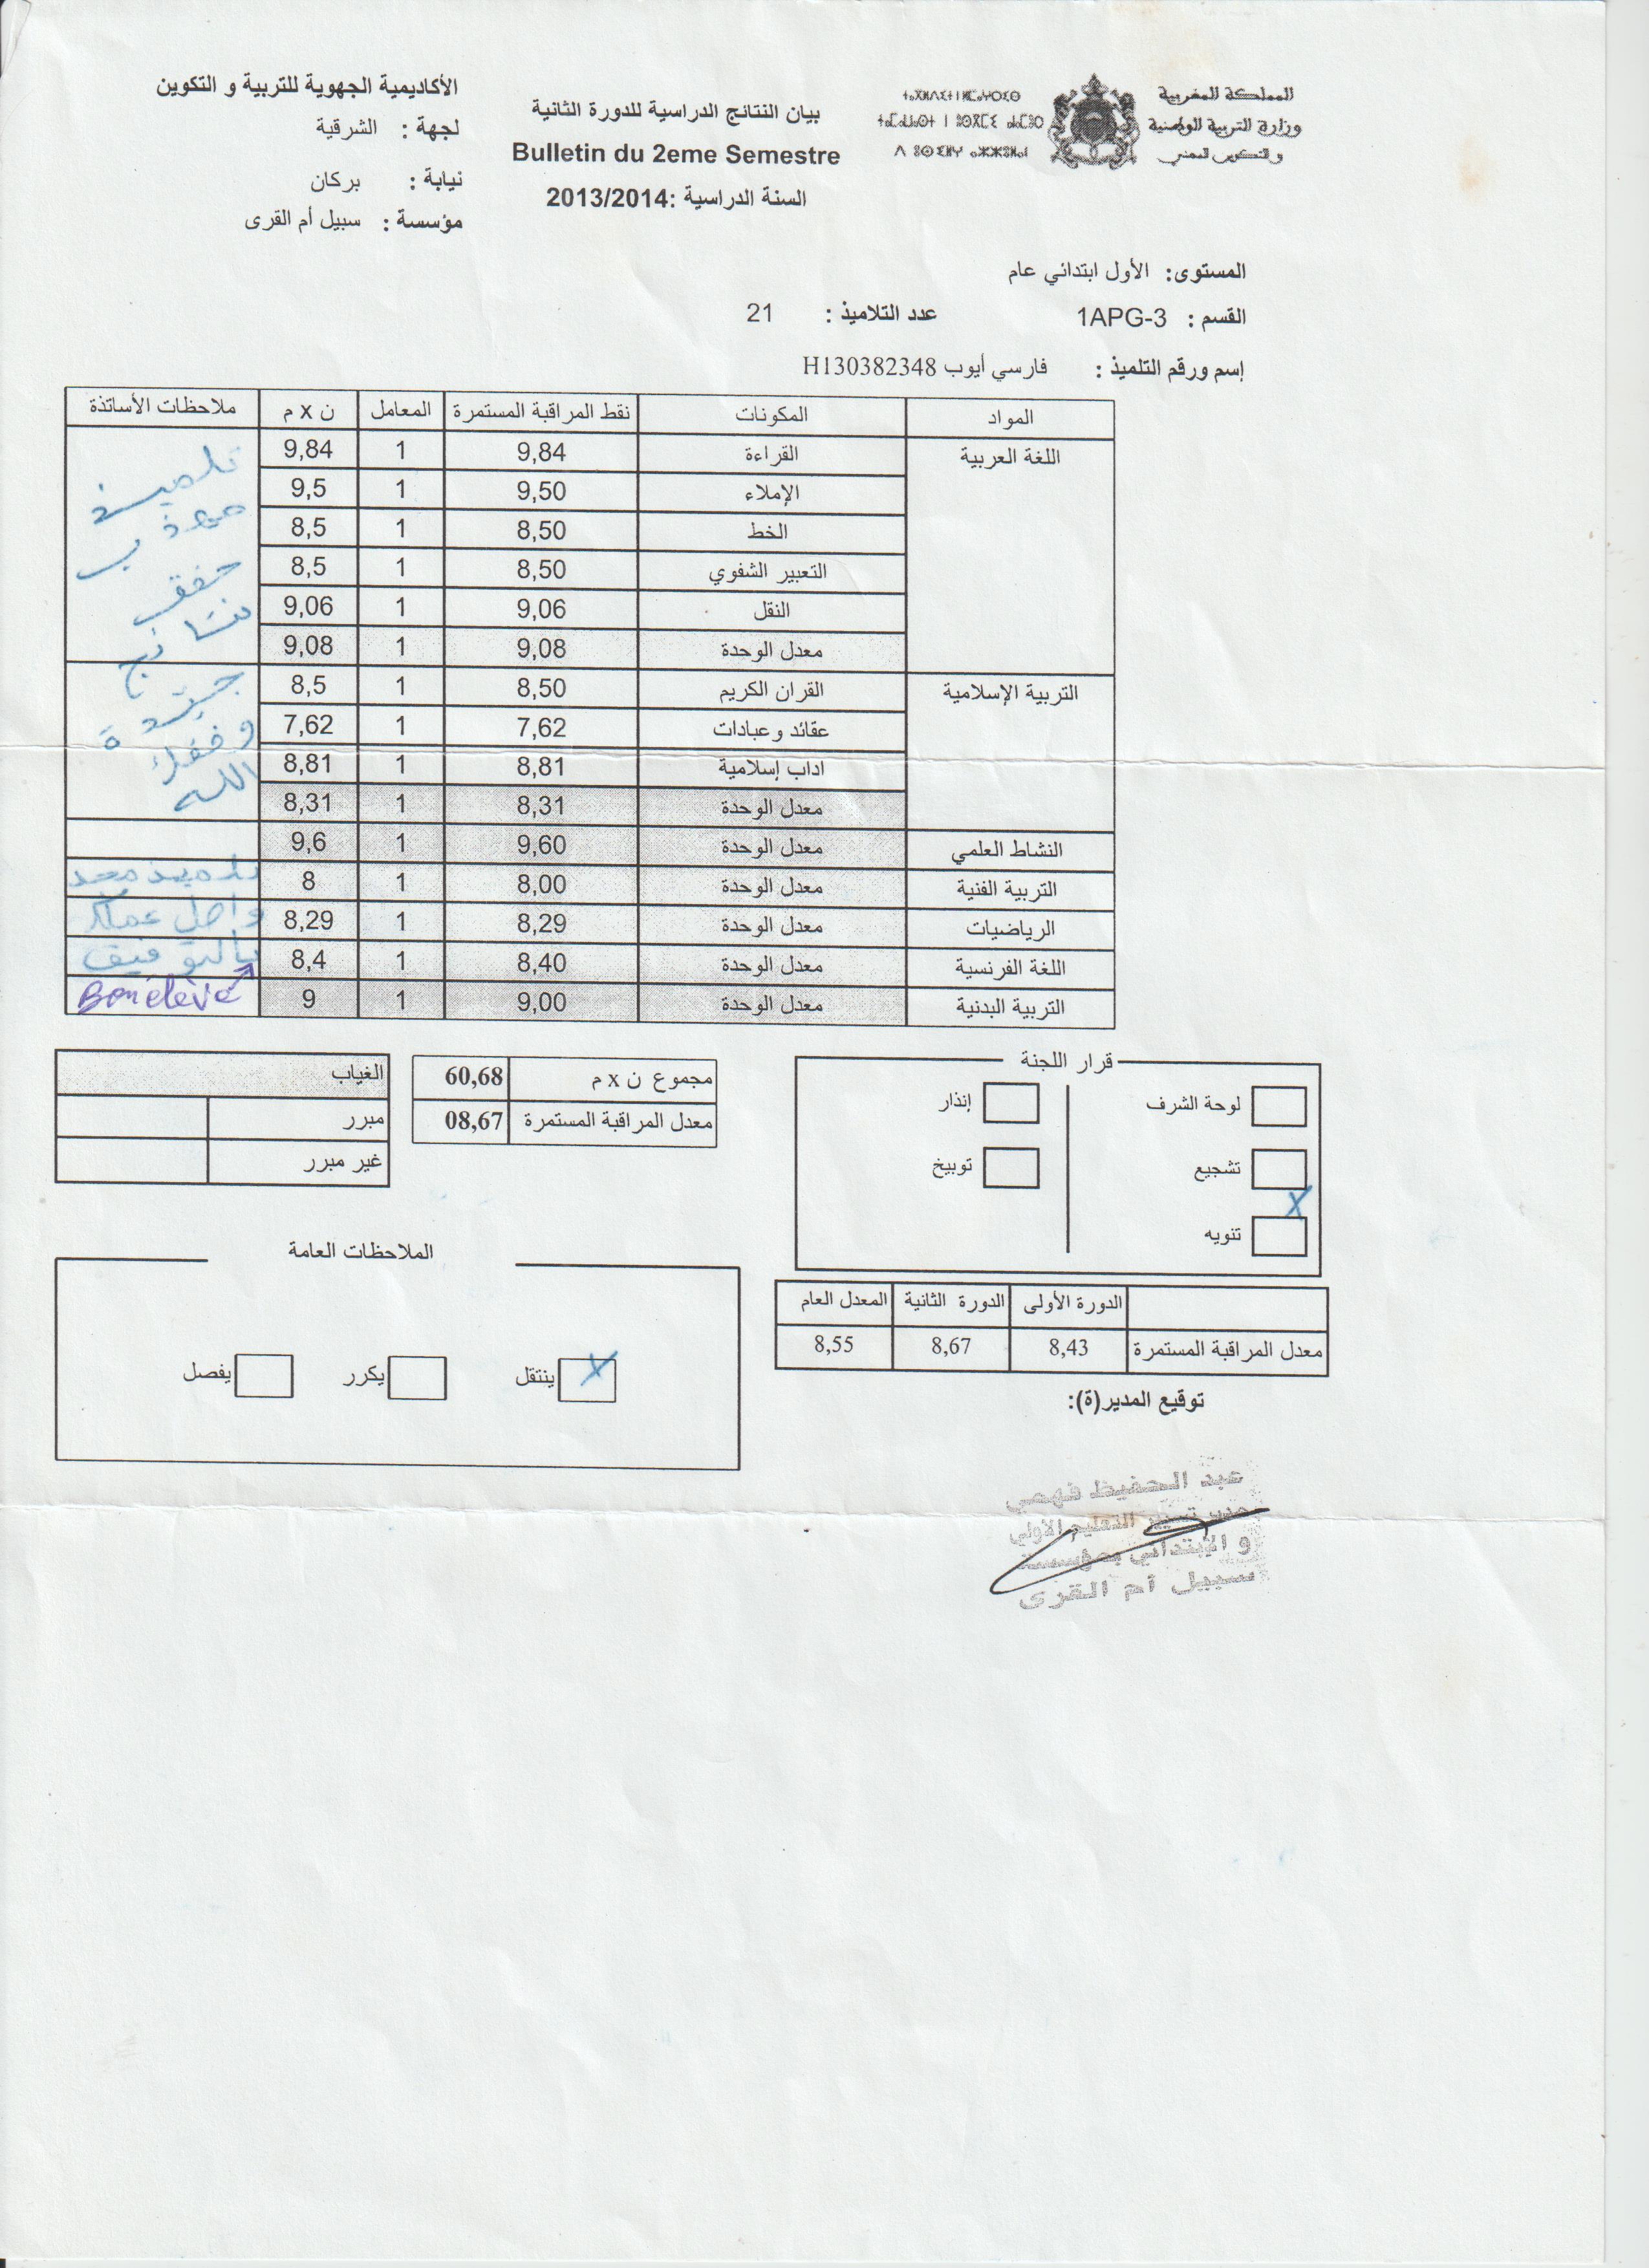 المملكة المغربية
وزارة التربية الوطنية
والتكوين المهني
بيان النتائج الدراسية للدورة الثانية
Bulletin du 2eme Semestre
السنة الدراسية :2013/2014
الأكاديمية الجهوية للتربية و التكوين
لجهة : الشرقية
نيابة : بركان
مؤسسة : سبيل أم القرى
المستوى: الأول ابتدائي عام
القسم : 1APG-3 عدد التلاميذ : 21
إسم ورقم التلميذ : فارسي أيوب H130382348
المواد المكونات نقط المراقبة المستمرة المعامل ن x م ملاحظات الأساتذة
اللغة العربية القراءة 9,84 1 9,84
الإملاء 9,50 1 9,5
الخط 8,50 1 8,5
التعبير الشفوي 8,50 1 8,5
النقل 9,06 1 9,06
معدل الوحدة 9,08 1 9,08
التربية الإسلامية القران الكريم 8,50 1 8,5
عقائد وعبادات 7,62 1 7,62
اداب إسلامية 8,81 1 8,81
معدل الوحدة 8,31 1 8,31
النشاط العلمي معدل الوحدة 9,60 1 9,6
التربية الفنية معدل الوحدة 8,00 1 8
الرياضيات معدل الوحدة 8,29 1 8,29
اللغة الفرنسية معدل الوحدة 8,40 1 8,4
التربية البدنية معدل الوحدة 9,00 1 9
تلميذ
مهذب
حقق
نتائج
جيدة
وفقك
الله
تلميذ مجد
واصل عملك
بالتوفيق
Bon élève
قرار اللجنة
لوحة الشرف إنذار
تشجيع توبيخ
X
تنويه
مجموع ن x م 60,68
معدل المراقبة المستمرة 08,67
الغياب
مبرر
غير مبرر
الدورة الأولى الدورة الثانية المعدل العام
معدل المراقبة المستمرة 8,43 8,67 8,55
الملاحظات العامة
ينتقل X يكرر يفصل
توقيع المدير(ة):
عبد الحفيظ فهمي
مدير تسيير التعليم الأولي
و الإبتدائي بمؤسسة
سبيل أم القرى